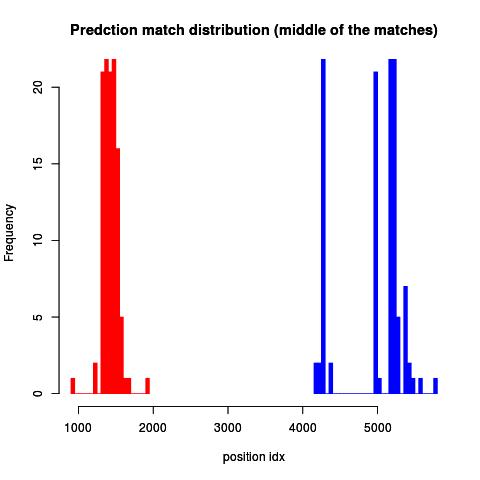 Predction match distribution (middle of the matches)
Frequency
20
15
10
5
0
1000 2000 3000 4000 5000
position idx